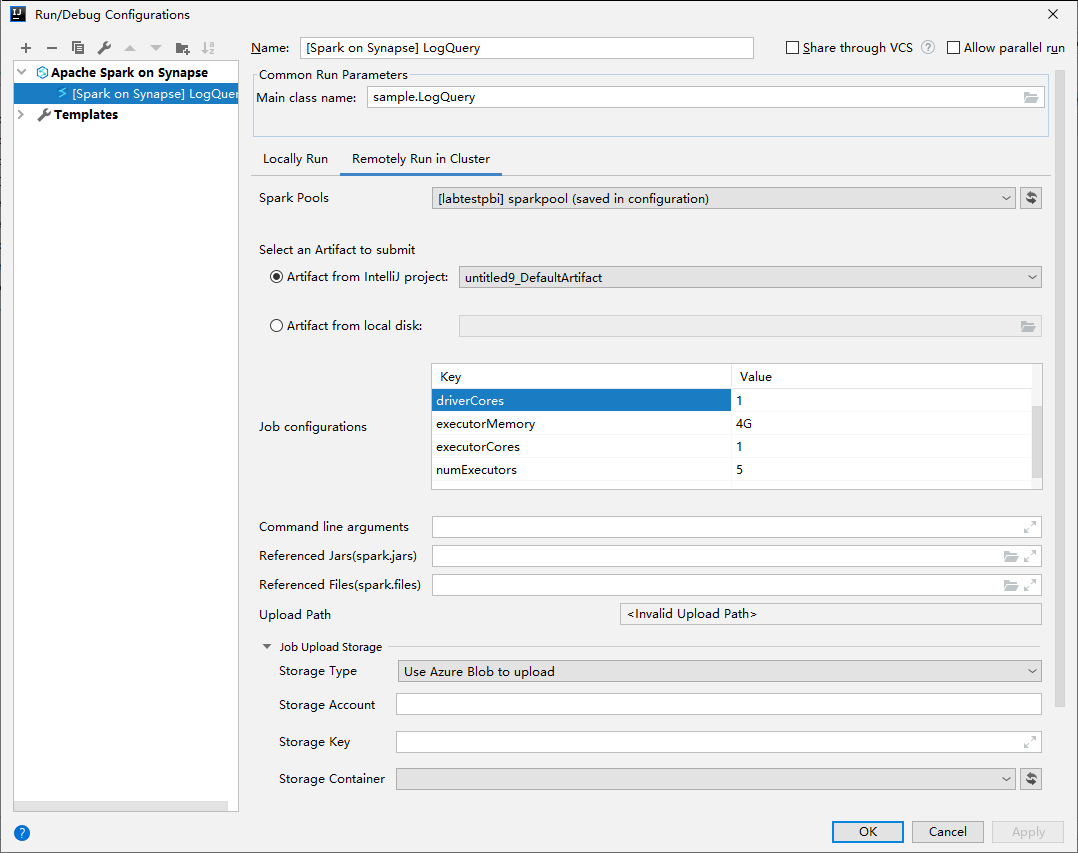 Run/Debug Configurations
Name: [Spark on Synapse] LogQuery
Share through VCS ?
Allow parallel run
Apache Spark on Synapse
[Spark on Synapse] LogQuer
Templates
Common Run Parameters
Main class name: sample.LogQuery
Locally Run
Remotely Run in Cluster
Spark Pools [labtestpbi] sparkpool (saved in configuration)
Select an Artifact to submit
Artifact from IntelliJ project: untitled9_DefaultArtifact
Artifact from local disk:
Job configurations
Key Value
driverCores 1
executorMemory 4G
executorCores 1
numExecutors 5
Command line arguments
Referenced Jars(spark.jars)
Referenced Files(spark.files)
Upload Path <Invalid Upload Path>
Job Upload Storage
Storage Type Use Azure Blob to upload
Storage Account
Storage Key
Storage Container
?
OK Cancel Apply